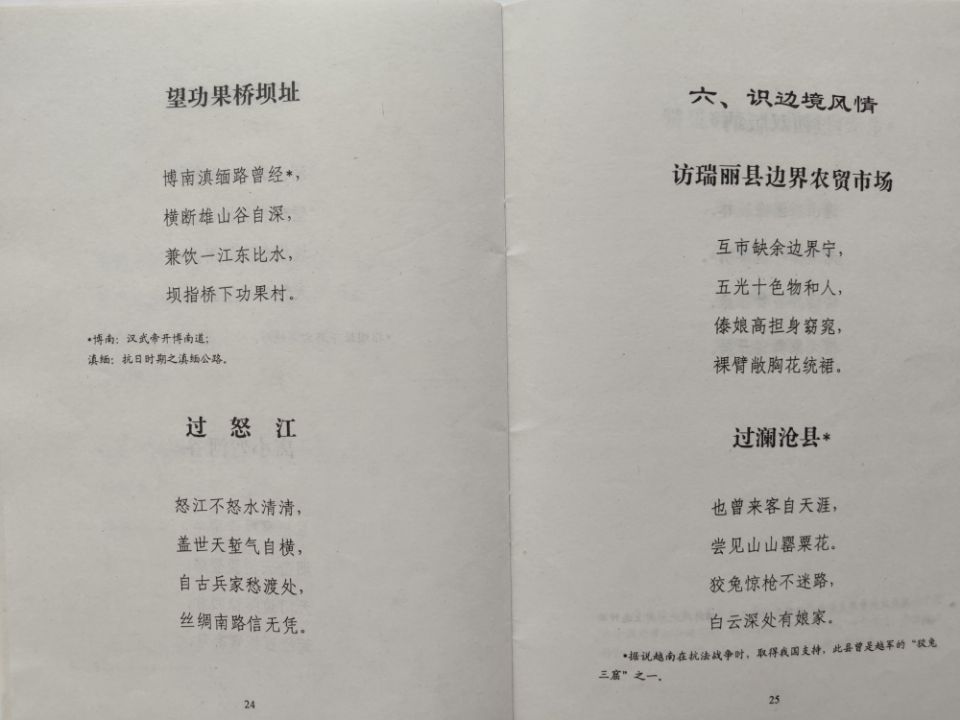 望功果桥坝址
博南滇缅路曾经*，
横断雄山谷自深，
兼饮一江东比水，
坝指桥下功果村。
*博南：汉武帝开博南道；
滇缅：抗日时期之滇缅公路。
过 怒 江
怒江不怒水清清，
盖世天堑气自横，
自古兵家愁渡处，
丝绸南路信无凭。
24
六、识边境风情
访瑞丽县边界农贸市场
互市缺余边界宁，
五光十色物和人，
傣娘高担身窈窕，
裸臂敞胸花统裙。
过澜沧县*
也曾来客自天涯，
尝见山山罂粟花。
狡兔惊枪不迷路，
白云深处有娘家。
*据说越南在抗法战争时，取得我国支持，此县曾是越军的“狡兔
三窟”之一。
25